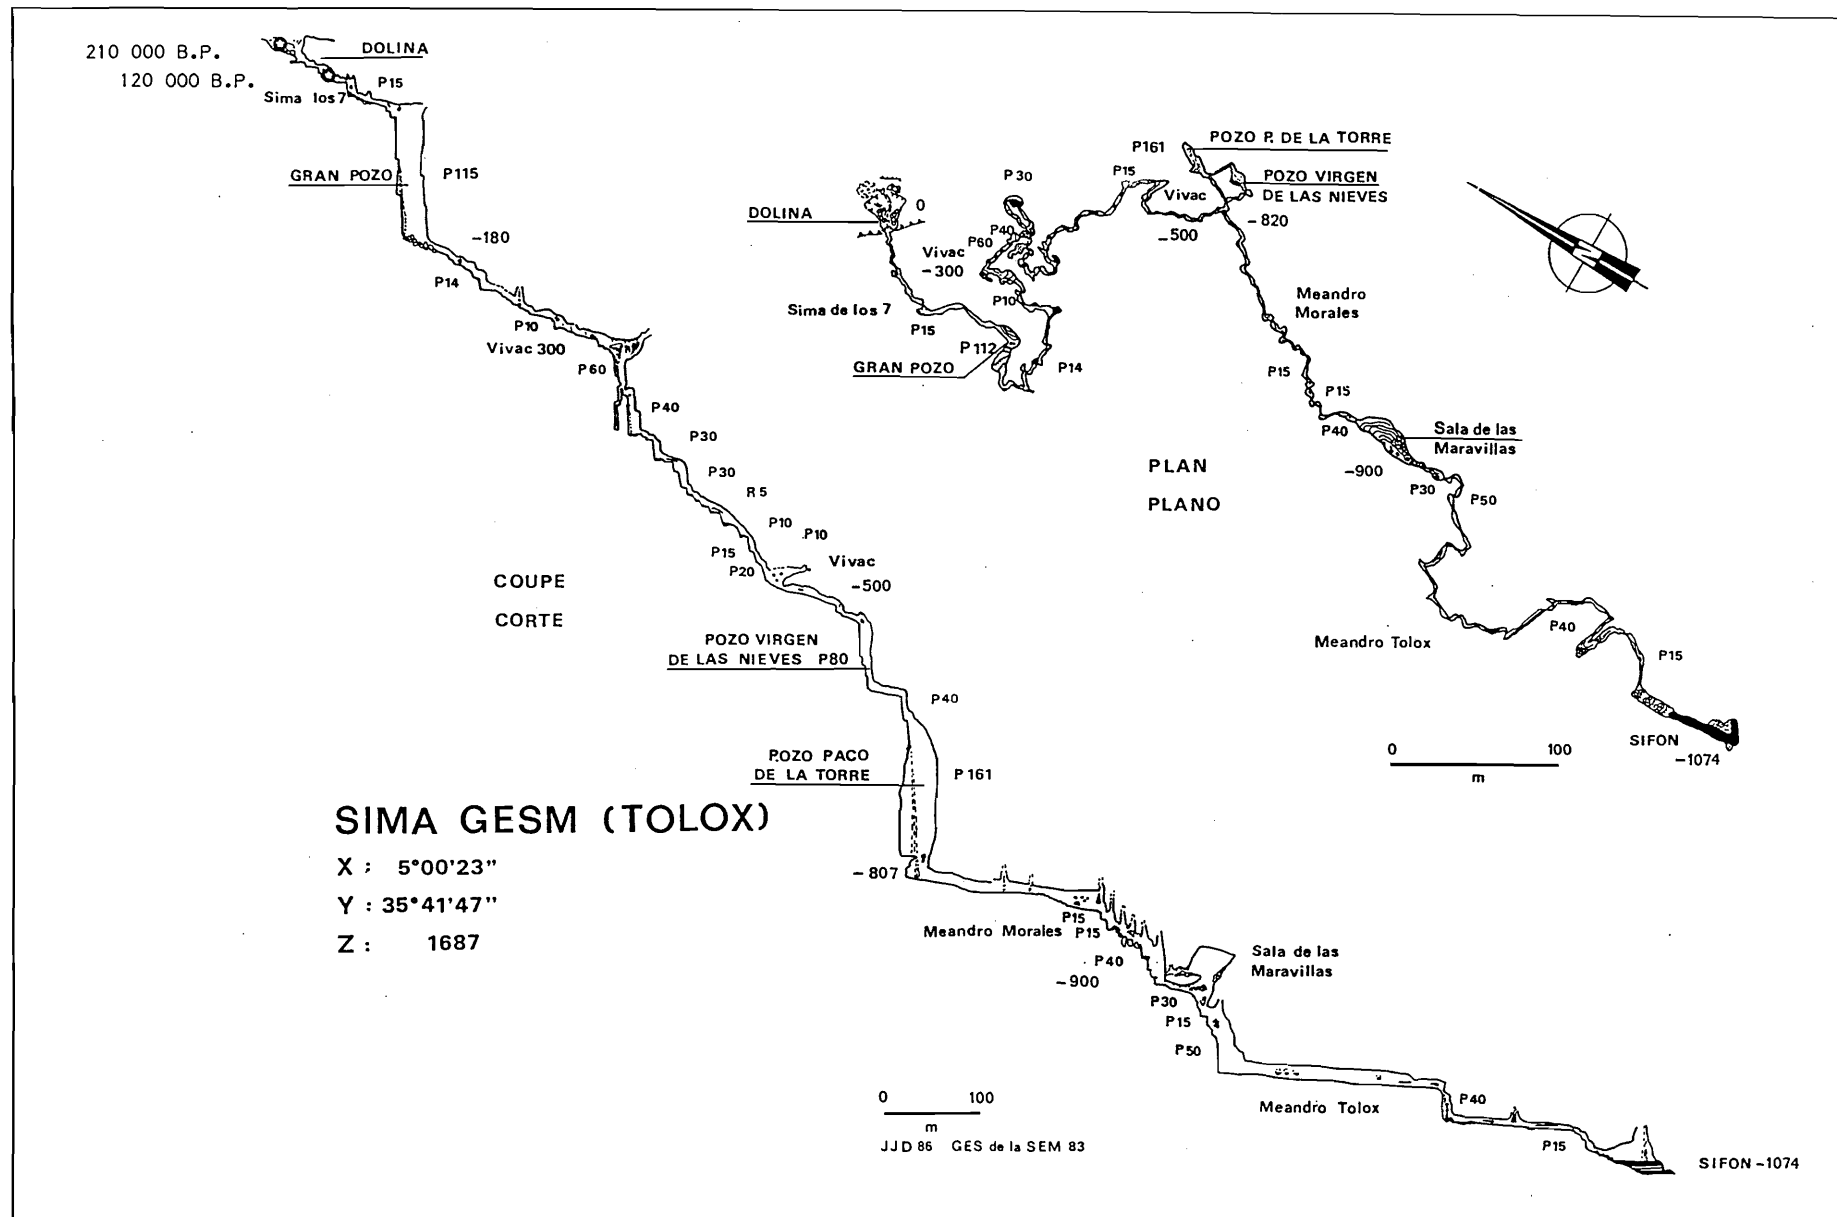 210 000 B.P.
120 000 B.P.
DOLINA
P15
Sima los 7
GRAN POZO
P115
-180
P14
P10
Vivac 300
P60
P40
P30
P30
R5
P10
P10
P15
P20
Vivac
-500
COUPE
CORTE
POZO VIRGEN
DE LAS NIEVES P80
P40
POZO PACO
DE LA TORRE
P161
-807
Meandro Morales
P15
P15
P40
-900
Sala de las
Maravillas
P30
P15
P50
Meandro Tolox
P40
P15
SIFON -1074
SIMA GESM (TOLOX)
X : 5°00'23"
Y : 35°41'47"
Z : 1687
0 100
m
JJD 86 GES de la SEM 83
DOLINA
0
Sima de los 7
P15
P112
GRAN POZO
P14
P10
Vivac
-300
P60
P40
P30
P15
Vivac
-500
P161
POZO P. DE LA TORRE
POZO VIRGEN
DE LAS NIEVES
-820
Meandro
Morales
P15
P15
P40
Sala de las
Maravillas
-900
P30
P50
PLAN
PLANO
Meandro Tolox
P40
P15
SIFON
-1074
0 100
m